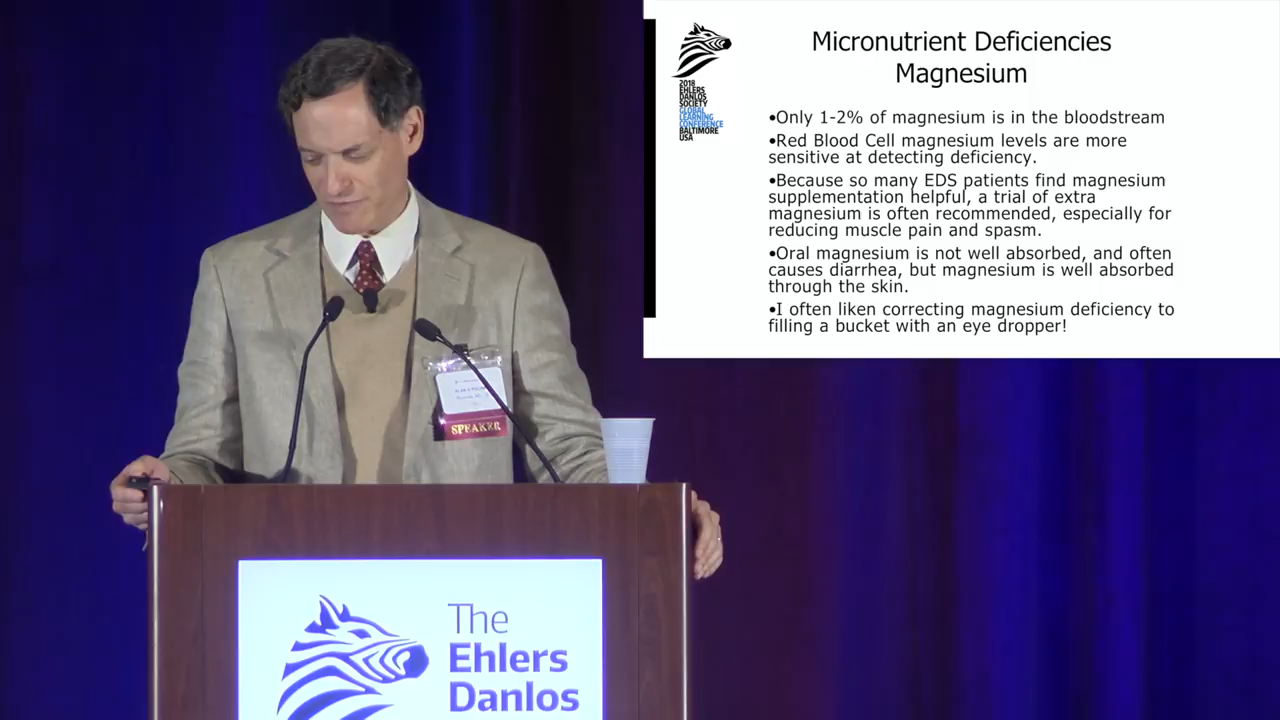 Micronutrient Deficiencies
Magnesium
2018
EHLERS
DANLOS
SOCIETY
GLOBAL
LEARNING
CONFERENCE
BALTIMORE
USA
•Only 1-2% of magnesium is in the bloodstream
•Red Blood Cell magnesium levels are more
sensitive at detecting deficiency.
•Because so many EDS patients find magnesium
supplementation helpful, a trial of extra
magnesium is often recommended, especially for
reducing muscle pain and spasm.
•Oral magnesium is not well absorbed, and often
causes diarrhea, but magnesium is well absorbed
through the skin.
•I often liken correcting magnesium deficiency to
filling a bucket with an eye dropper!
SPEAKER
The
Ehlers
Danlos